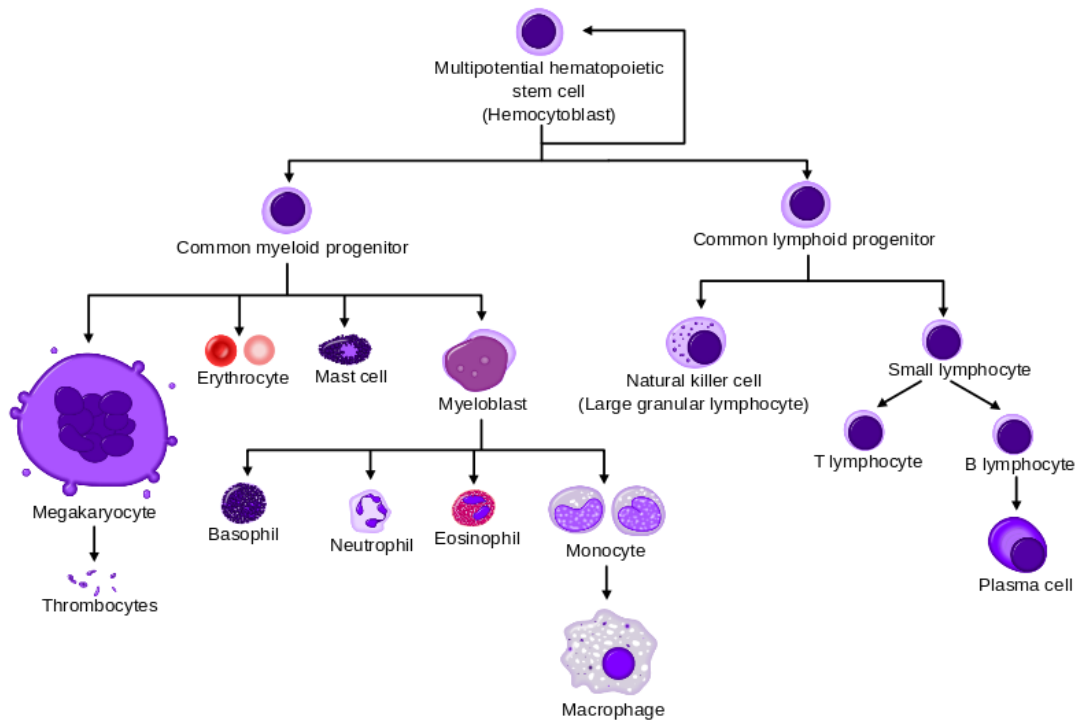 Multipotential hematopoietic
stem cell
(Hemocytoblast)
Common myeloid progenitor
Common lymphoid progenitor
Erythrocyte
Mast cell
Myeloblast
Natural killer cell
(Large granular lymphocyte)
Small lymphocyte
T lymphocyte
B lymphocyte
Megakaryocyte
Basophil
Neutrophil
Eosinophil
Monocyte
Plasma cell
Thrombocytes
Macrophage